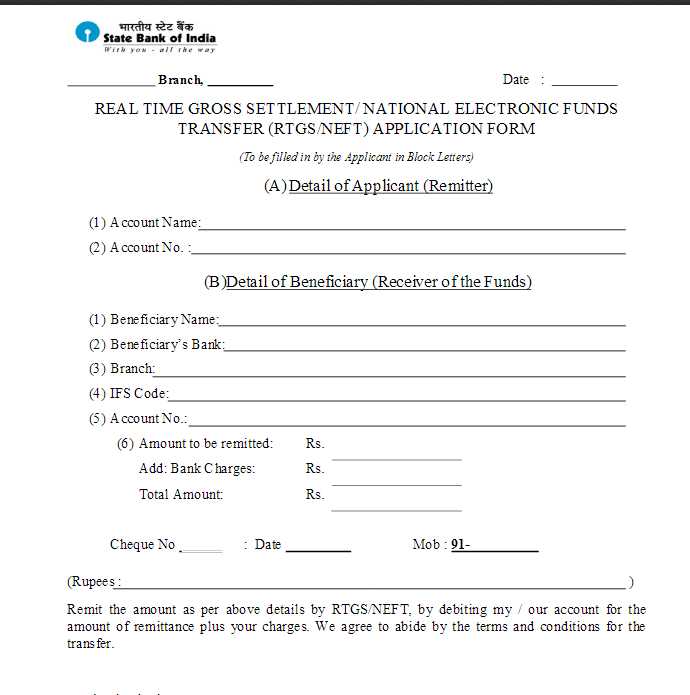 भारतीय स्टेट बैंक
State Bank of India
With you - all the way
____________ Branch, _________ Date : _________
REAL TIME GROSS SETTLEMENT/NATIONAL ELECTRONIC FUNDS
TRANSFER (RTGS/NEFT) APPLICATION FORM
(To be filled in by the Applicant in Block Letters)
(A) Detail of Applicant (Remitter)
(1) Account Name:
(2) Account No. :
(B) Detail of Beneficiary (Receiver of the Funds)
(1) Beneficiary Name:
(2) Beneficiary's Bank:
(3) Branch:
(4) IFS Code:
(5) Account No.:
(6) Amount to be remitted: Rs.
Add: Bank Charges: Rs.
Total Amount: Rs.
Cheque No ______ : Date _________ Mob : 91-_________
(Rupees : )
Remit the amount as per above details by RTGS/NEFT, by debiting my / our account for the
amount of remittance plus your charges. We agree to abide by the terms and conditions for the
transfer.